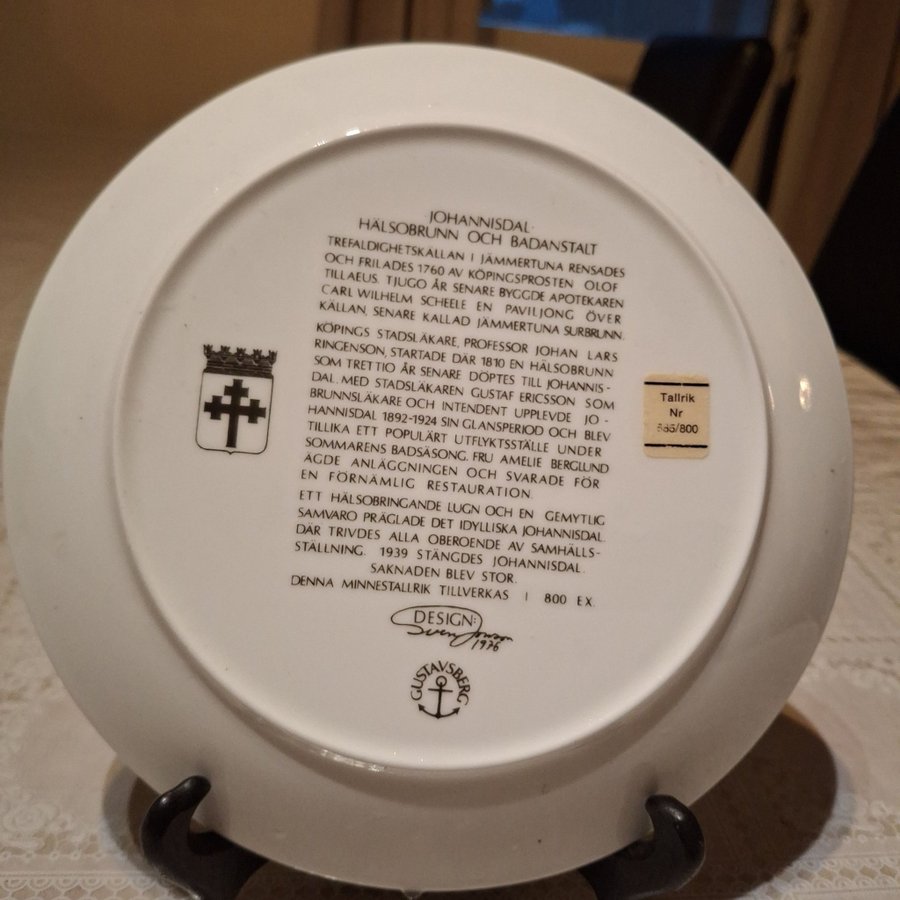 JOHANNISDAL
HÄLSOBRUNN OCH BADANSTALT
TREFALDIGHETSKÄLLAN I JÄMMERTUNA RENSADES
OCH FRILADES 1760 AV KÖPINGSPROSTEN OLOF
TILLAEUS. TJUGO ÅR SENARE BYGGDE APOTEKAREN
CARL WILHELM SCHEELE EN PAVILJONG ÖVER
KÄLLAN, SENARE KALLAD JÄMMERTUNA SURBRUNN.
KÖPINGS STADSLÄKARE, PROFESSOR JOHAN LARS
RINGENSON, STARTADE DÄR 1810 EN HÄLSOBRUNN
SOM TRETTIO ÅR SENARE DÖPTES TILL JOHANNIS-
DAL. MED STADSLÄKAREN GUSTAF ERICSSON SOM
BRUNNSLÄKARE OCH INTENDENT UPPLEVDE JO-
HANNISDAL 1892-1924 SIN GLANSPERIOD OCH BLEV
TILLIKA ETT POPULÄRT UTFLYKTSSTÄLLE UNDER
SOMMARENS BADSÄSONG. FRU AMELIE BERGLUND
ÄGDE ANLÄGGNINGEN OCH SVARADE FÖR
EN FÖRNÄMLIG RESTAURATION.
ETT HÄLSOBRINGANDE LUGN OCH EN GEMYTLIG
SAMVARO PRÄGLADE DET IDYLLISKA JOHANNISDAL.
DÄR TRIVDES ALLA OBEROENDE AV SAMHÄLLS-
STÄLLNING. 1939 STÄNGDES JOHANNISDAL.
SAKNADEN BLEV STOR.
DENNA MINNESTALLRIK TILLVERKAS I 800 EX.
DESIGN:
Sven Jonson
1976
GUSTAVSBERG
Tallrik
Nr